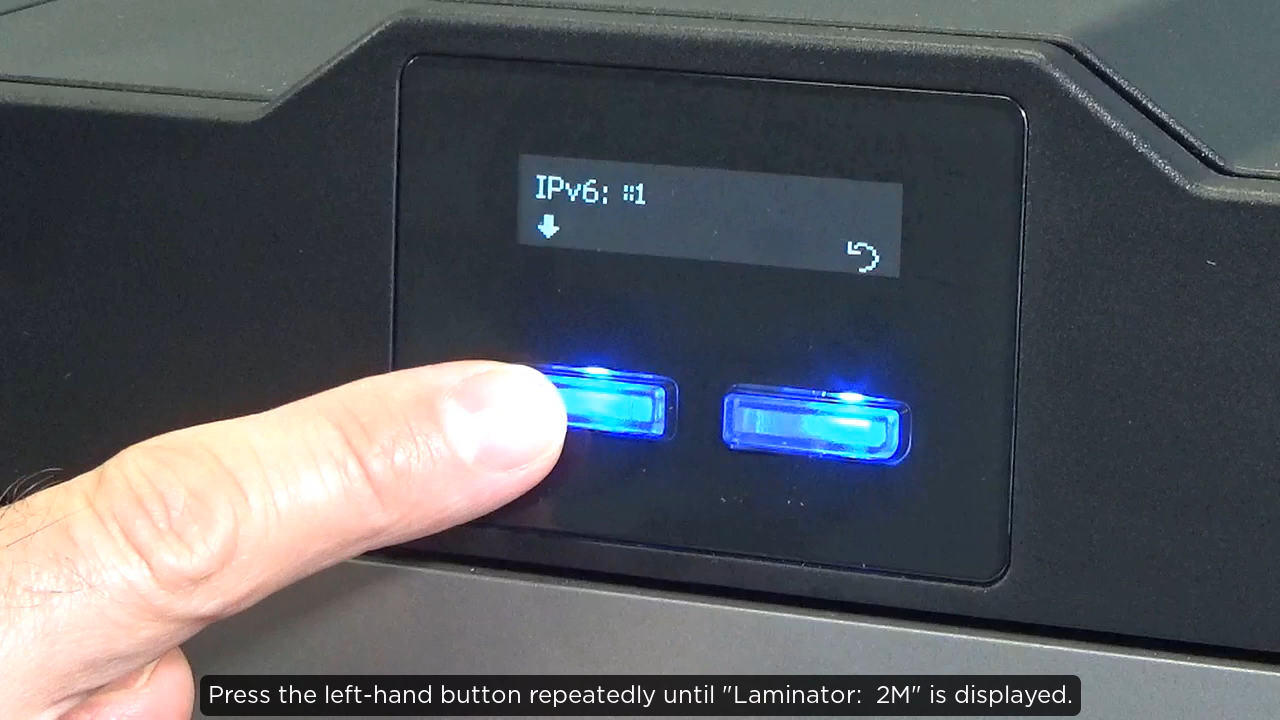 IPv6: ::1
Press the left-hand button repeatedly until "Laminator:  2M" is displayed.